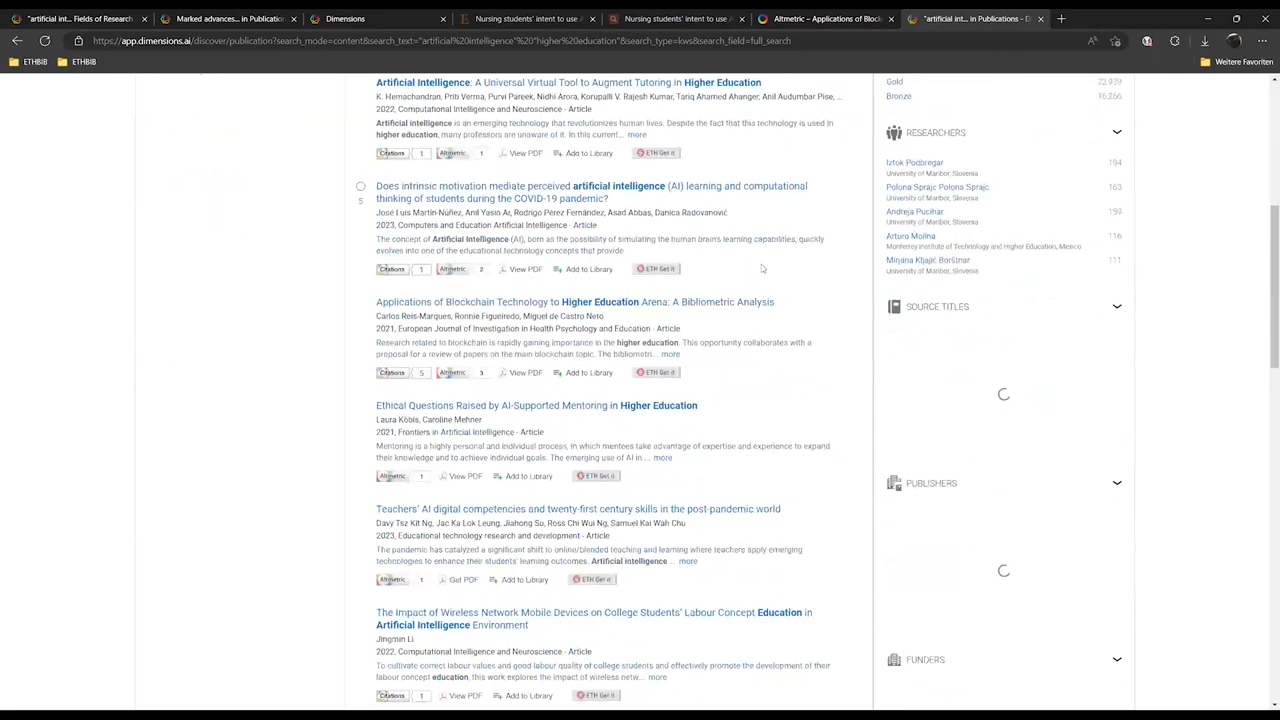 "artificial int... Fields of Research
Marked advances... in Publication
Dimensions
Nursing students' intent to use A
Nursing students' intent to use A
Altmetric – Applications of Block
"artificial int... in Publications - D
https://app.dimensions.ai/discover/publication?search_mode=content&search_text="artificial%20intelligence"%20"higher%20education"&search_type=kws&search_field=full_search
ETHBIB
ETHBIB
Weitere Favoriten
Artificial Intelligence: A Universal Virtual Tool to Augment Tutoring in Higher Education
K. Hemachandran, Priti Verma, Purvi Pareek, Nidhi Arora, Korupalli V. Rajesh Kumar, Tariq Ahamed Ahanger, Anil Audumbar Pise, ...
2022, Computational Intelligence and Neuroscience - Article
Artificial intelligence is an emerging technology that revolutionizes human lives. Despite the fact that this technology is used in
higher education, many professors are unaware of it. In this current... more
Citations 1 Altmetric 1 View PDF Add to Library ETH Get it
5
Does intrinsic motivation mediate perceived artificial intelligence (AI) learning and computational
thinking of students during the COVID-19 pandemic?
José Luis Martín-Núñez, Anil Yasin Ar, Rodrigo Perez Fernández, Asad Abbas, Danica Radovanović
2023, Computers and Education Artificial Intelligence - Article
The concept of Artificial Intelligence (AI), born as the possibility of simulating the human brain's learning capabilities, quickly
evolves into one of the educational technology concepts that provide
Citations 1 Altmetric 2 View PDF Add to Library ETH Get it
Applications of Blockchain Technology to Higher Education Arena: A Bibliometric Analysis
Carlos Reis-Marques, Ronnie Figueiredo, Miguel de Castro Neto
2021, European Journal of Investigation in Health Psychology and Education - Article
Research related to blockchain is rapidly gaining importance in the higher education. This opportunity collaborates with a
proposal for a review of papers on the main blockchain topic. The bibliometri... more
Citations 5 Altmetric 3 View PDF Add to Library ETH Get it
Ethical Questions Raised by AI-Supported Mentoring in Higher Education
Laura Köbis, Caroline Mehner
2021, Frontiers in Artificial Intelligence - Article
Mentoring is a highly personal and individual process, in which mentees take advantage of expertise and experience to expand
their knowledge and to achieve individual goals. The emerging use of AI in ... more
Altmetric 1 View PDF Add to Library ETH Get it
Teachers' AI digital competencies and twenty-first century skills in the post-pandemic world
Davy Tsz Kit Ng, Jac Ka Lok Leung, Jiahong Su, Ross Chi Wui Ng, Samuel Kai Wah Chu
2023, Educational technology research and development - Article
The pandemic has catalyzed a significant shift to online/blended teaching and learning where teachers apply emerging
technologies to enhance their students' learning outcomes. Artificial intelligence ... more
Altmetric 1 Get PDF Add to Library ETH Get it
The Impact of Wireless Network Mobile Devices on College Students' Labour Concept Education in
Artificial Intelligence Environment
Jingmin Li
2022, Computational Intelligence and Neuroscience - Article
To cultivate correct labour values and good labour quality of college students and effectively promote the development of their
labour concept education, this work explores the impact of wireless netw... more
Citations 1 View PDF Add to Library ETH Get it
Gold 22,939
Bronze 16,266
RESEARCHERS
Iztok Podbregar 194
University of Maribor, Slovenia
Polona Sprajc Polona Sprajc 163
University of Maribor, Slovenia
Andreja Pucihar 139
University of Maribor, Slovenia
Arturo Molina 116
Monterrey Institute of Technology and Higher Education, Mexico
Mirjana Kljajić Borštnar 111
University of Maribor, Slovenia
SOURCE TITLES
PUBLISHERS
FUNDERS